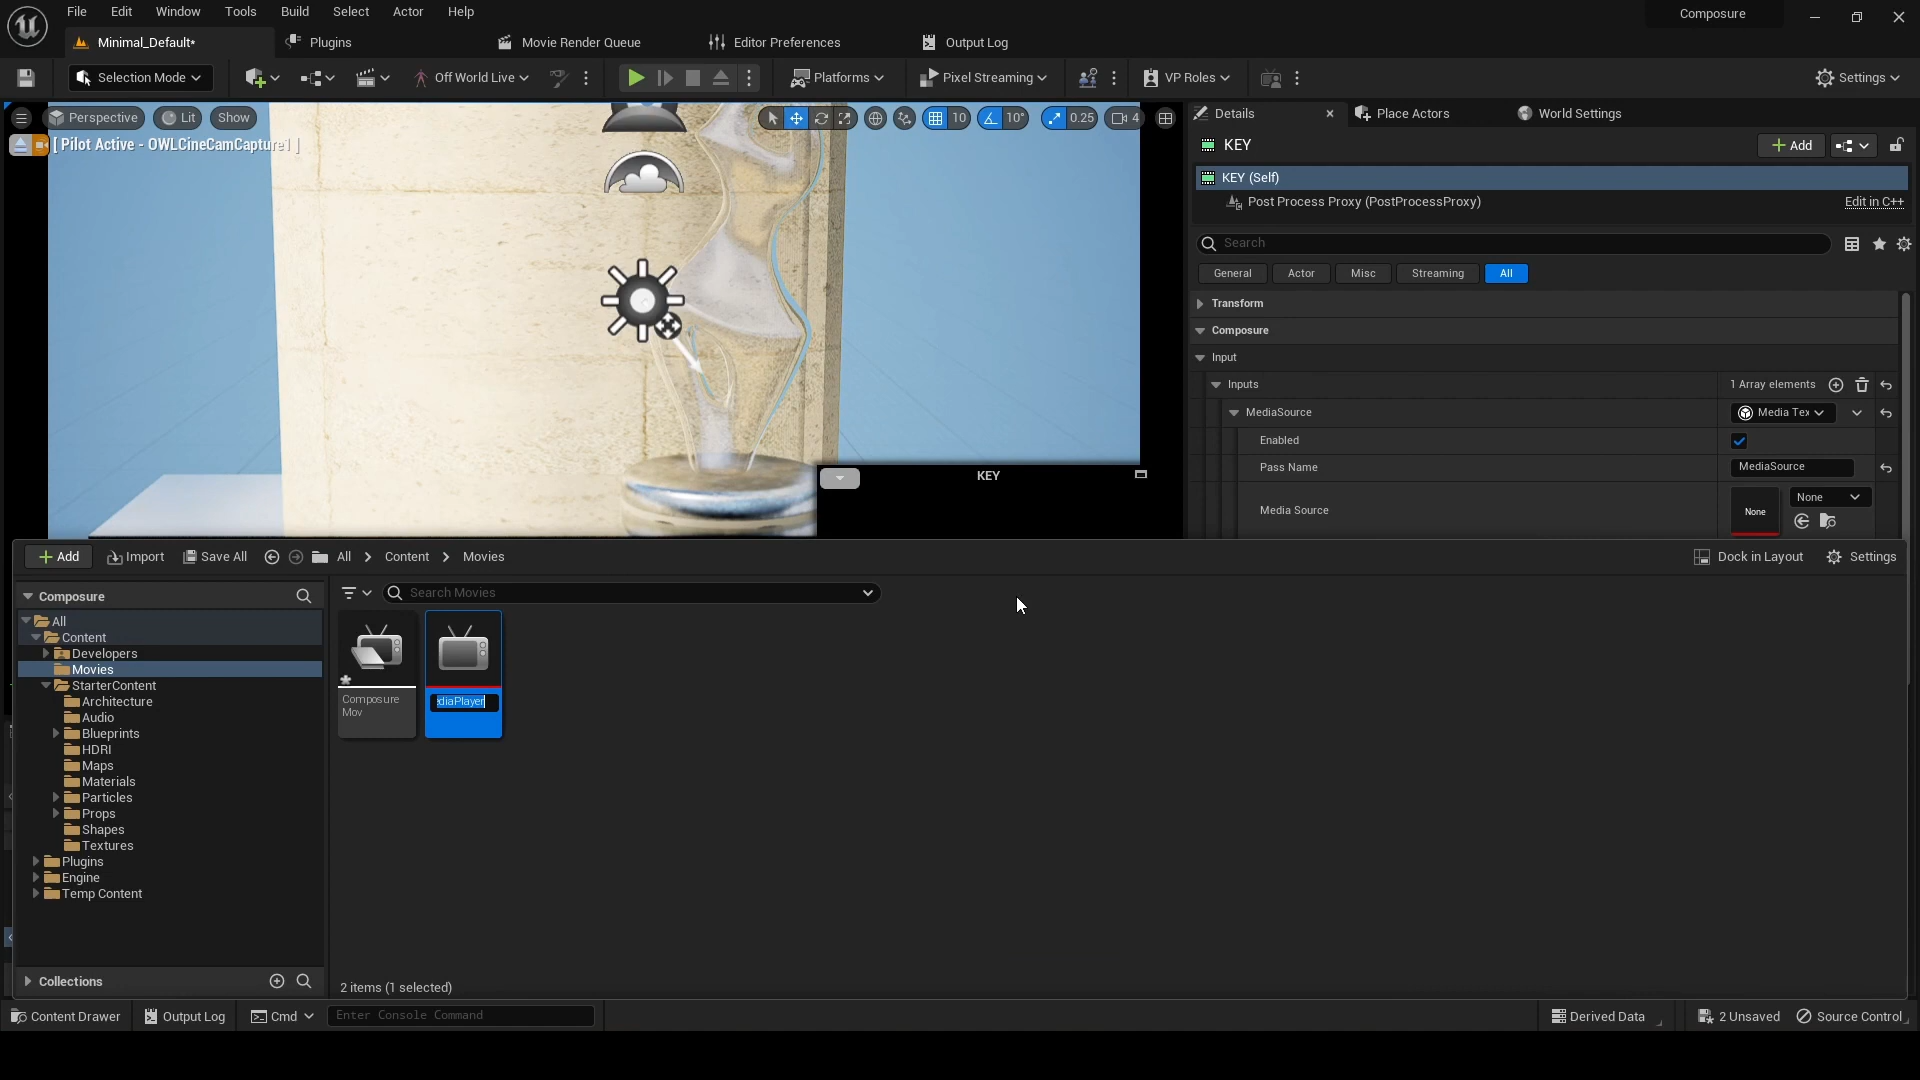 File Edit Window Tools Build Select Actor Help
Composure
Minimal_Default* Plugins Movie Render Queue Editor Preferences Output Log
Selection Mode Off World Live Platforms Pixel Streaming VP Roles Settings
Perspective Lit Show 10 10° 0.25 4
[ Pilot Active - OWLCineCamCapture1 ]
KEY
Details Place Actors World Settings
KEY
Add
KEY (Self)
Post Process Proxy (PostProcessProxy) Edit in C++
Search
General Actor Misc Streaming All
Transform
Composure
Input
Inputs 1 Array elements
MediaSource Media Tex
Enabled
Pass Name MediaSource
Media Source None None
Add Import Save All All Content Movies Dock in Layout Settings
Composure
Search Movies
All
Content
Developers
Movies
StarterContent
Architecture
Audio
Blueprints
HDRI
Maps
Materials
Particles
Props
Shapes
Textures
Plugins
Engine
Temp Content
Composure
Mov
ediaPlayer
Collections
2 items (1 selected)
Content Drawer Output Log Cmd Enter Console Command Derived Data 2 Unsaved Source Control